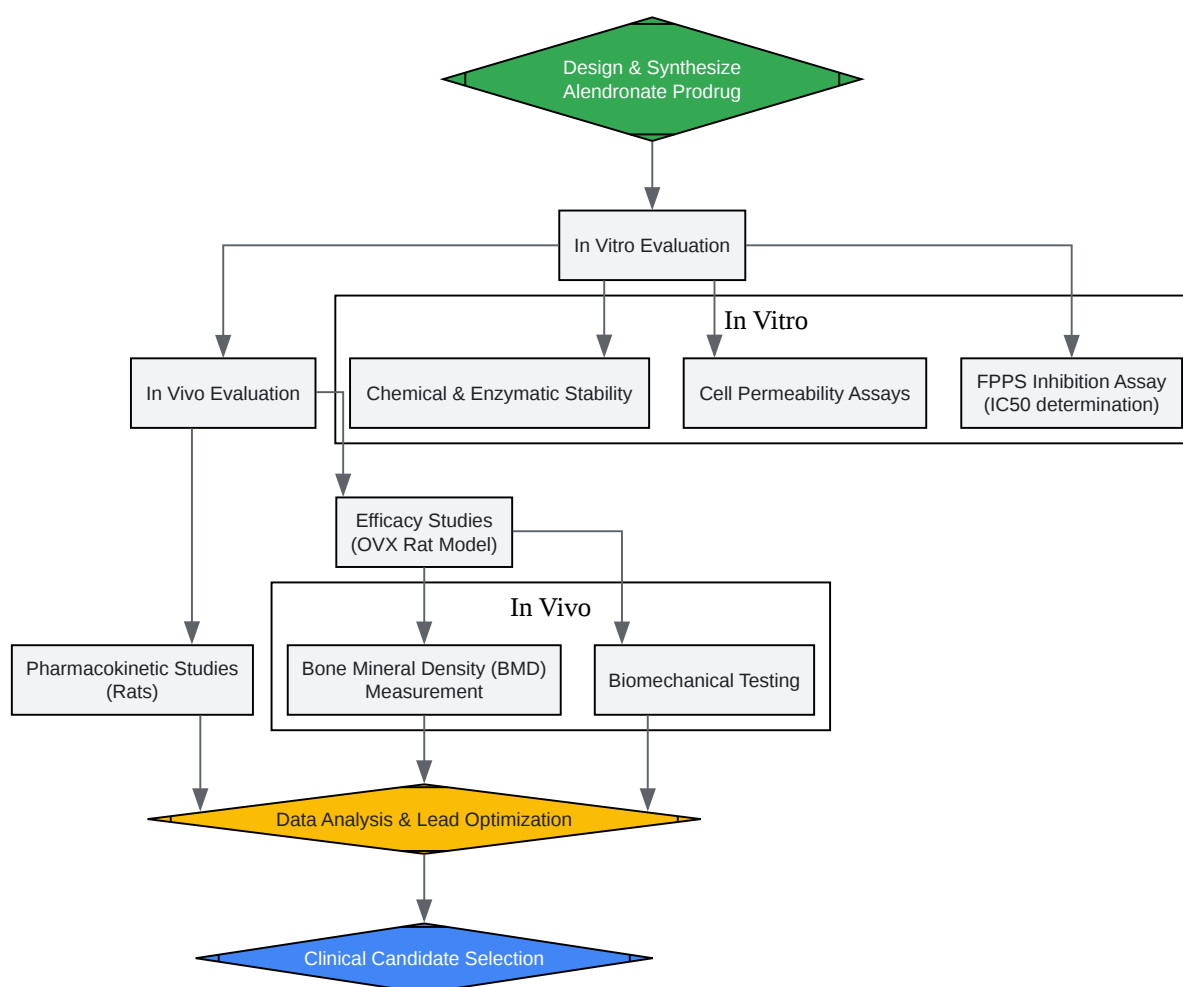 Design & Synthesize
Alendronate Prodrug
In Vitro Evaluation
In Vitro
In Vivo Evaluation
Chemical & Enzymatic Stability
Cell Permeability Assays
FPPS Inhibition Assay
(IC50 determination)
Efficacy Studies
(OVX Rat Model)
In Vivo
Pharmacokinetic Studies
(Rats)
Bone Mineral Density (BMD)
Measurement
Biomechanical Testing
Data Analysis & Lead Optimization
Clinical Candidate Selection